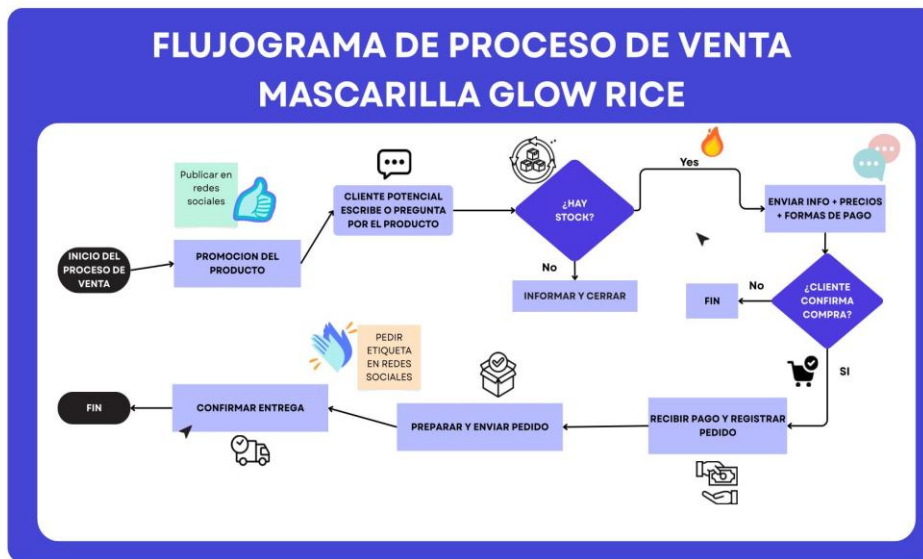 FLUJOGRAMA DE PROCESO DE VENTA
MASCARILLA GLOW RICE
Publicar en
redes
sociales
CLIENTE POTENCIAL
ESCRIBE O PREGUNTA
POR EL PRODUCTO
¿HAY
STOCK?
Yes
ENVIAR INFO + PRECIOS
+ FORMAS DE PAGO
INICIO DEL
PROCESO DE
VENTA
PROMOCION DEL
PRODUCTO
No
INFORMAR Y CERRAR
¿CLIENTE
CONFIRMA
COMPRA?
No
FIN
SI
PEDIR
ETIQUETA
EN REDES
SOCIALES
RECIBIR PAGO Y REGISTRAR
PEDIDO
PREPARAR Y ENVIAR PEDIDO
CONFIRMAR ENTREGA
FIN